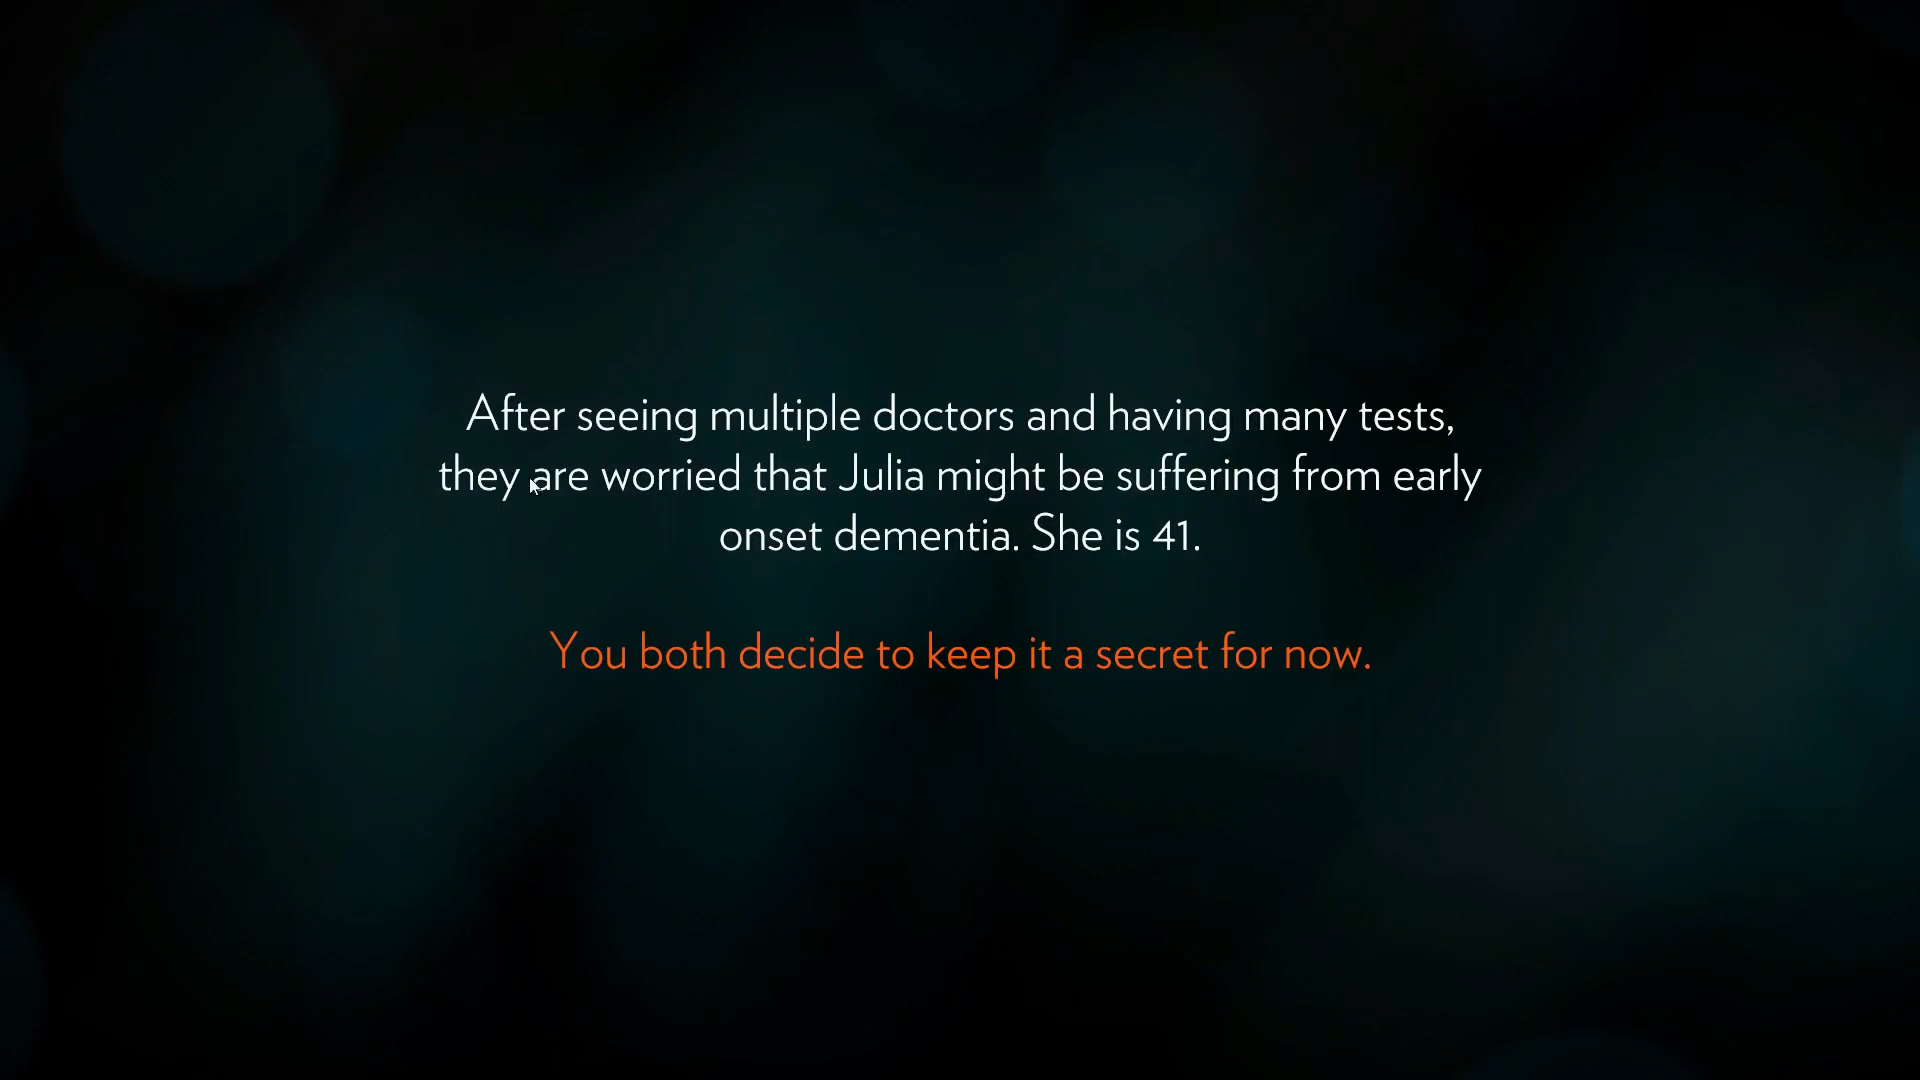 After seeing multiple doctors and having many tests,
they are worried that Julia might be suffering from early
onset dementia. She is 41.
You both decide to keep it a secret for now.